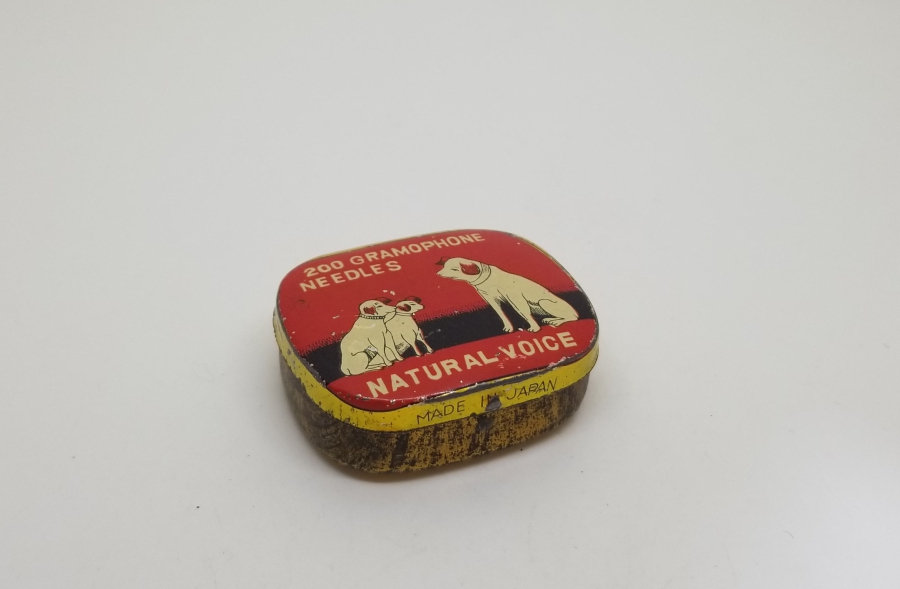 200 GRAMOPHONE
NEEDLES
NATURAL VOICE
MADE IN JAPAN